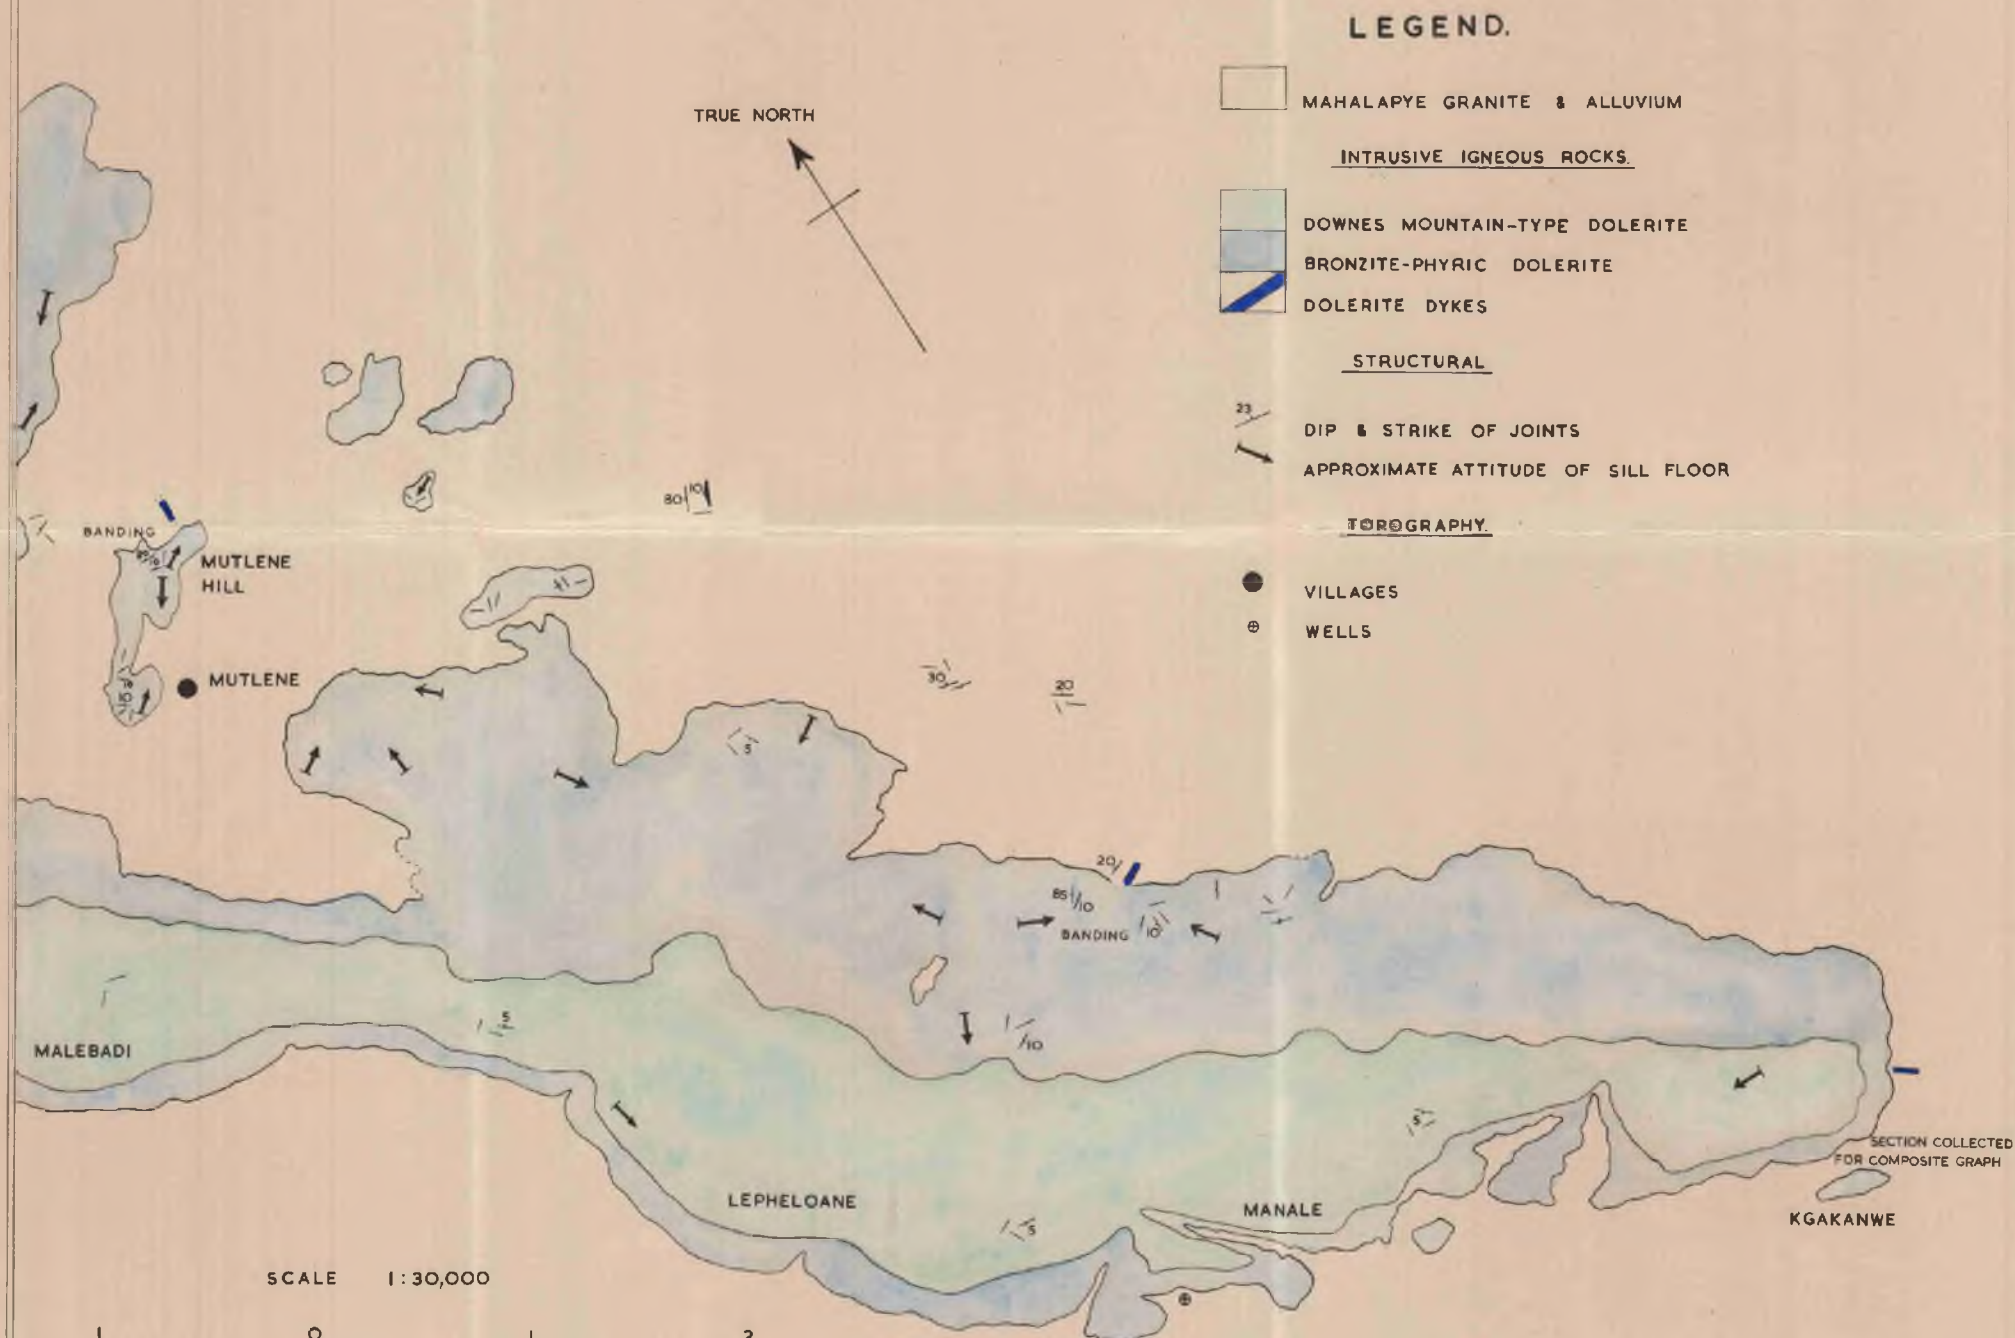 LEGEND.
MAHALAPYE GRANITE & ALLUVIUM
INTRUSIVE IGNEOUS ROCKS.
DOWNES MOUNTAIN-TYPE DOLERITE
BRONZITE-PHYRIC DOLERITE
DOLERITE DYKES
STRUCTURAL
23
DIP & STRIKE OF JOINTS
APPROXIMATE ATTITUDE OF SILL FLOOR
TOPOGRAPHY.
VILLAGES
WELLS
TRUE NORTH
80 10
BANDING
MUTLENE
HILL
MUTLENE
30
20
5
20
85 10
BANDING 10
10
5
MALEBADI
5
SECTION COLLECTED
FOR COMPOSITE GRAPH
LEPHELOANE
MANALE
KGAKANWE
5
SCALE 1:30,000
1 0 1 2